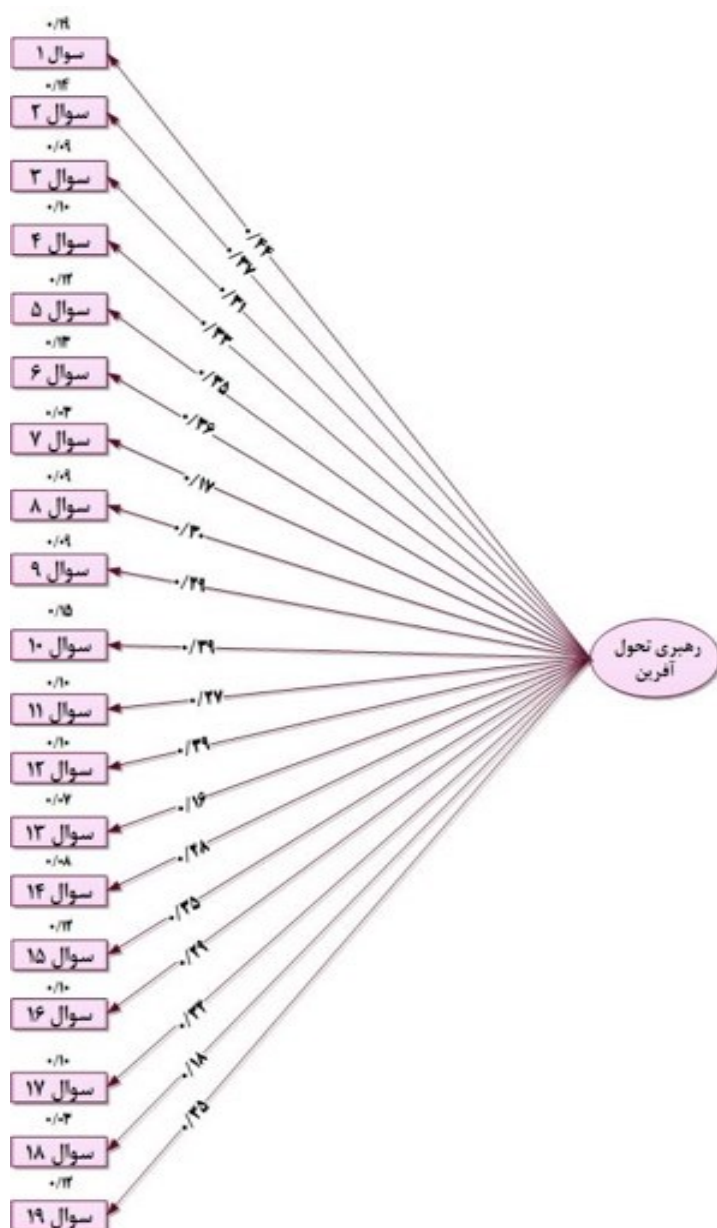 ۰/۱۹
سوال ۱
۰/۱۴
سوال ۲
۰/۰۹
سوال ۳
۰/۱۰
سوال ۴
۰/۱۲
سوال ۵
۰/۱۳
سوال ۶
۰/۰۳
سوال ۷
۰/۰۹
سوال ۸
۰/۰۹
سوال ۹
۰/۱۵
سوال ۱۰
۰/۱۰
سوال ۱۱
۰/۱۰
سوال ۱۲
۰/۰۷
سوال ۱۳
۰/۰۸
سوال ۱۴
۰/۱۲
سوال ۱۵
۰/۱۰
سوال ۱۶
۰/۱۰
سوال ۱۷
۰/۰۳
سوال ۱۸
۰/۱۲
سوال ۱۹
۰/۴۴
۰/۳۷
۰/۳۱
۰/۳۳
۰/۳۵
۰/۳۶
۰/۱۷
۰/۳۰
۰/۲۹
۰/۳۹
۰/۲۷
۰/۳۹
۰/۱۶
۰/۲۸
۰/۳۵
۰/۲۹
۰/۱۸
۰/۳۵
رهبری تحول
آفرین